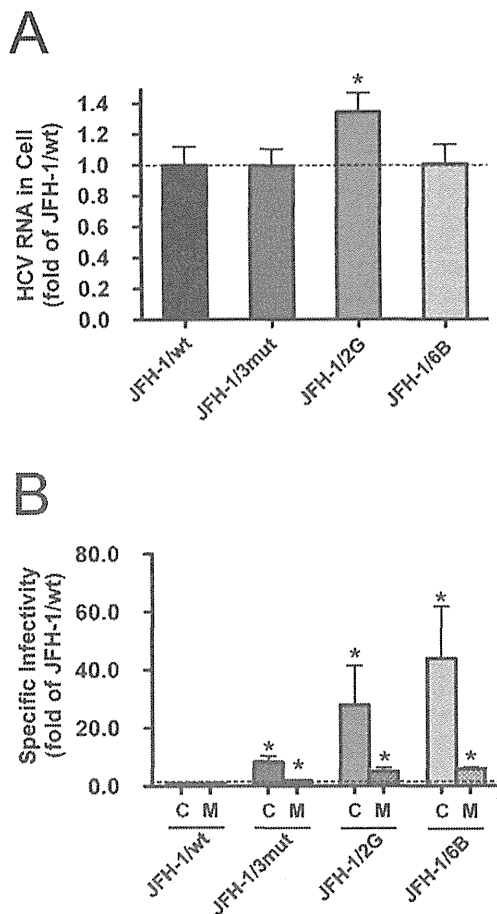 A
HCV RNA in Cell
(fold of JFH-1/wt)
1.4
1.2
1.0
0.8
0.6
0.4
0.2
0.0
*
JFH-1/wt
JFH-1/3mut
JFH-1/2G
JFH-1/6B
B
Specific Infectivity
(fold of JFH-1/wt)
80.0
60.0
40.0
20.0
0.0
* * * * * *
C M C M C M C M
JFH-1/wt
JFH-1/3mut
JFH-1/2G
JFH-1/6B